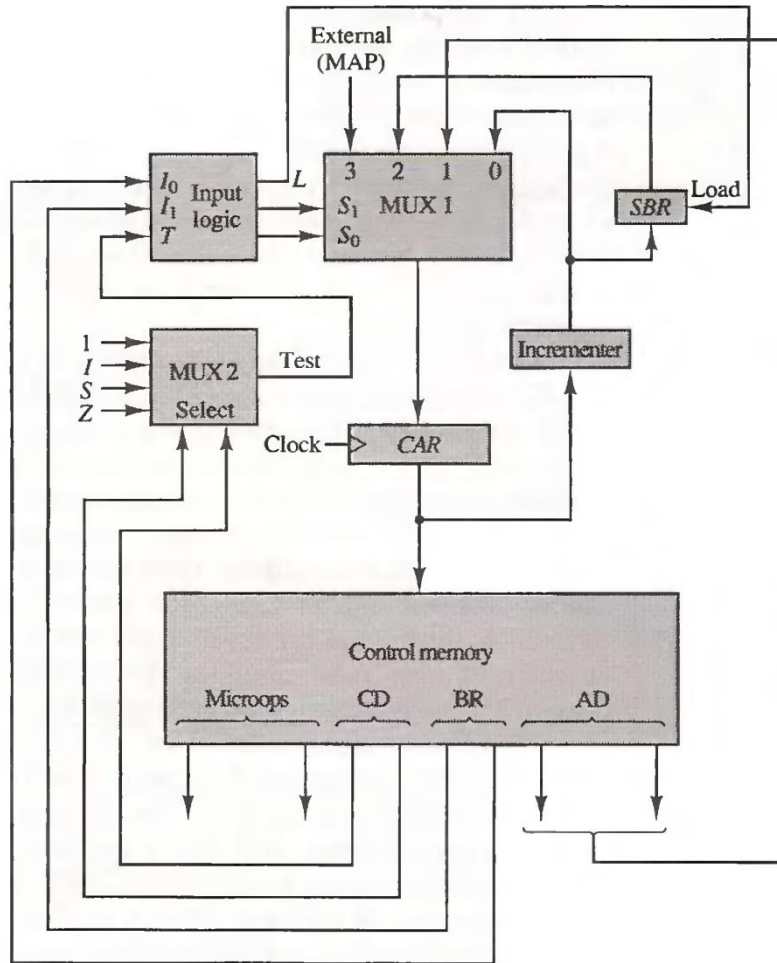 External
(MAP)
3 2 1 0
I0 Input L S1 MUX 1
I1 logic S0
T
SBR Load
Incrementer
1
I
S
Z
MUX 2
Select
Test
Clock CAR
Control memory
Microops CD BR AD